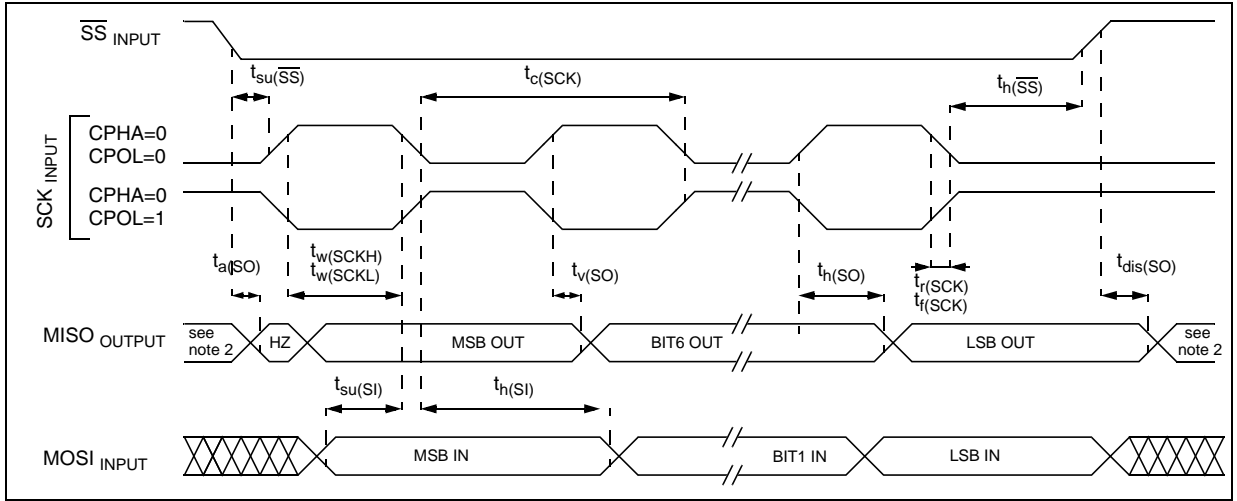 SS INPUT
tsu(SS)
tc(SCK)
th(SS)
SCK INPUT
CPHA=0
CPOL=0
CPHA=0
CPOL=1
ta(SO)
tw(SCKH)
tw(SCKL)
tv(SO)
th(SO)
tr(SCK)
tf(SCK)
tdis(SO)
MISO OUTPUT
see note 2
HZ
MSB OUT
BIT6 OUT
LSB OUT
see note 2
tsu(SI)
th(SI)
MOSI INPUT
MSB IN
BIT1 IN
LSB IN